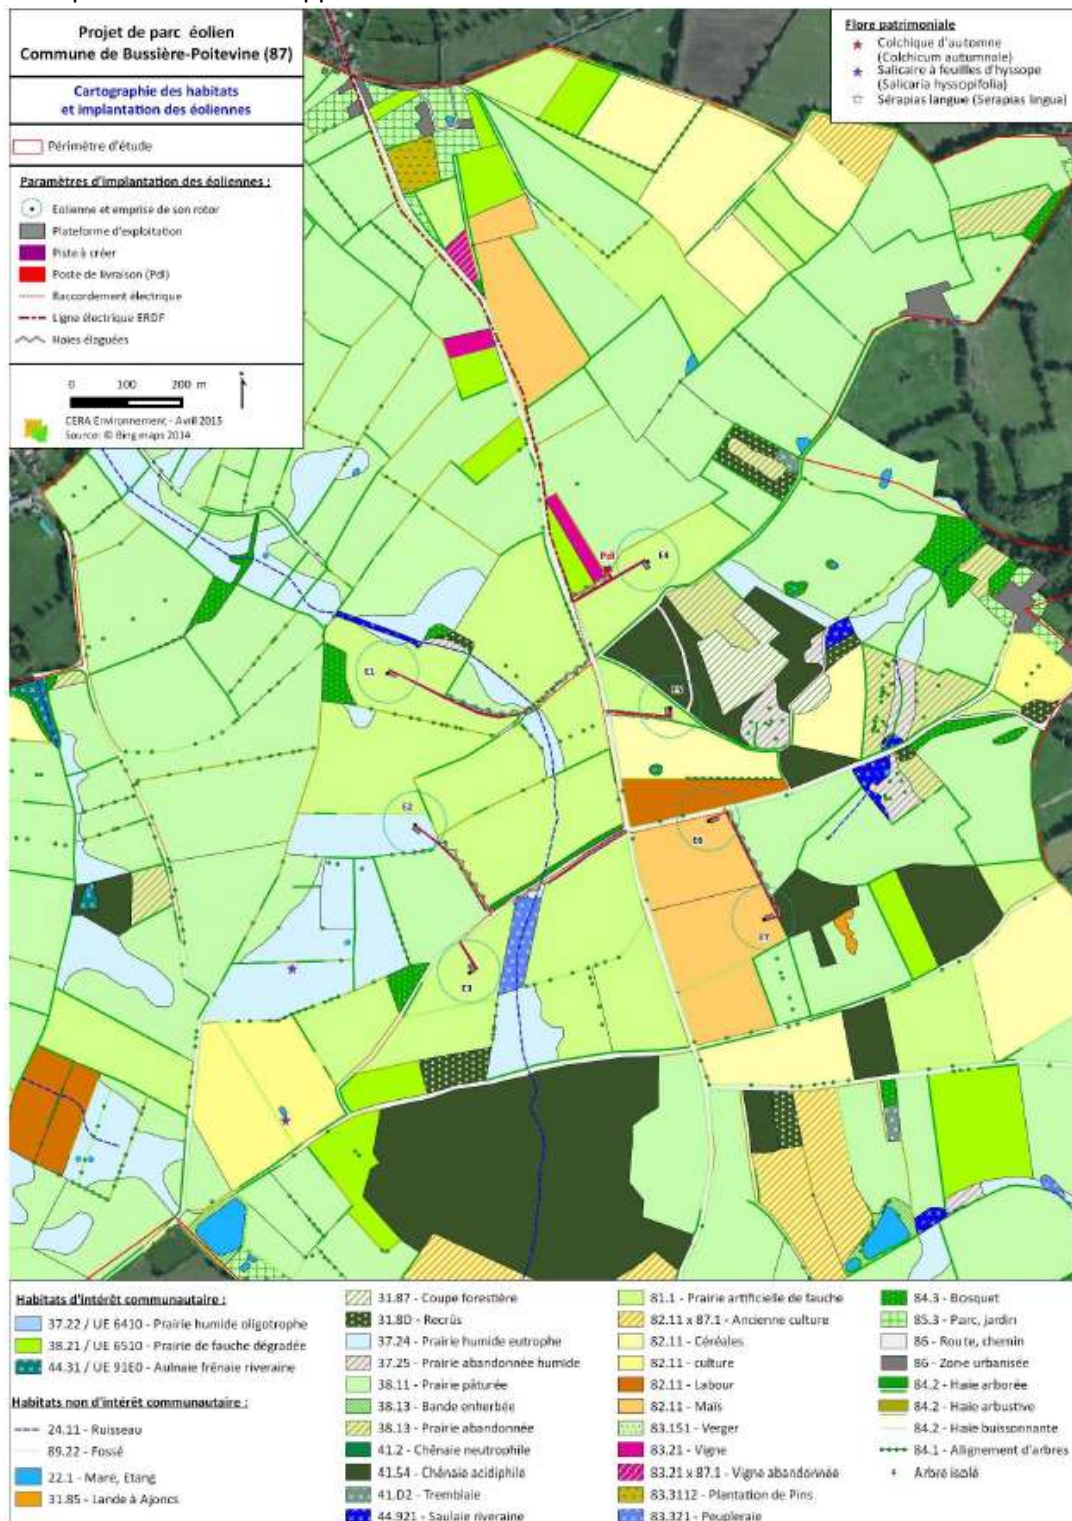 Projet de parc éolien
Commune de Bussière-Poitevine (87)
Cartographie des habitats
et implantation des éoliennes
Périmètre d'étude
Paramètres d'implantation des éoliennes :
Eolienne et emprise de son rotor
Plateforme d'exploitation
Piste à créer
Poste de livraison (Pdl)
Raccordement électrique
Ligne électrique ERDF
Haies élaguées
0 100 200 m
CERA Environnement - Avril 2015
Source: © Bing maps 2014
Flore patrimoniale
Colchique d'automne
(Colchicum autumnale)
Salicaire à feuilles d'hyssope
(Salicaria hyssopifolia)
Sérapias langue (Serapias lingua)
Pdl
E4
E1
E5
E2
E6
E7
E3
Habitats d'intérêt communautaire :
37.22 / UE 6410 - Prairie humide oligotrophe
38.21 / UE 6510 - Prairie de fauche dégradée
44.31 / UE 91E0 - Aulnaie frênaie riveraine
Habitats non d'intérêt communautaire :
24.11 - Ruisseau
89.22 - Fossé
22.1 - Mare, Etang
31.85 - Lande à Ajoncs
31.87 - Coupe forestière
31.8D - Recrûs
37.24 - Prairie humide eutrophe
37.25 - Prairie abandonnée humide
38.11 - Prairie pâturée
38.13 - Bande enherbée
38.13 - Prairie abandonnée
41.2 - Chênaie neutrophile
41.54 - Chênaie acidiphile
41.D2 - Tremblaie
44.921 - Saulaie riveraine
81.1 - Prairie artificielle de fauche
82.11 x 87.1 - Ancienne culture
82.11 - Céréales
82.11 - culture
82.11 - Labour
82.11 - Maïs
83.151 - Verger
83.21 - Vigne
83.21 x 87.1 - Vigne abandonnée
83.3112 - Plantation de Pins
83.321 - Peupleraie
84.3 - Bosquet
85.3 - Parc, jardin
86 - Route, chemin
86 - Zone urbanisée
84.2 - Haie arborée
84.2 - Haie arbustive
84.2 - Haie buissonnante
84.1 - Alignement d'arbres
Arbre isolé